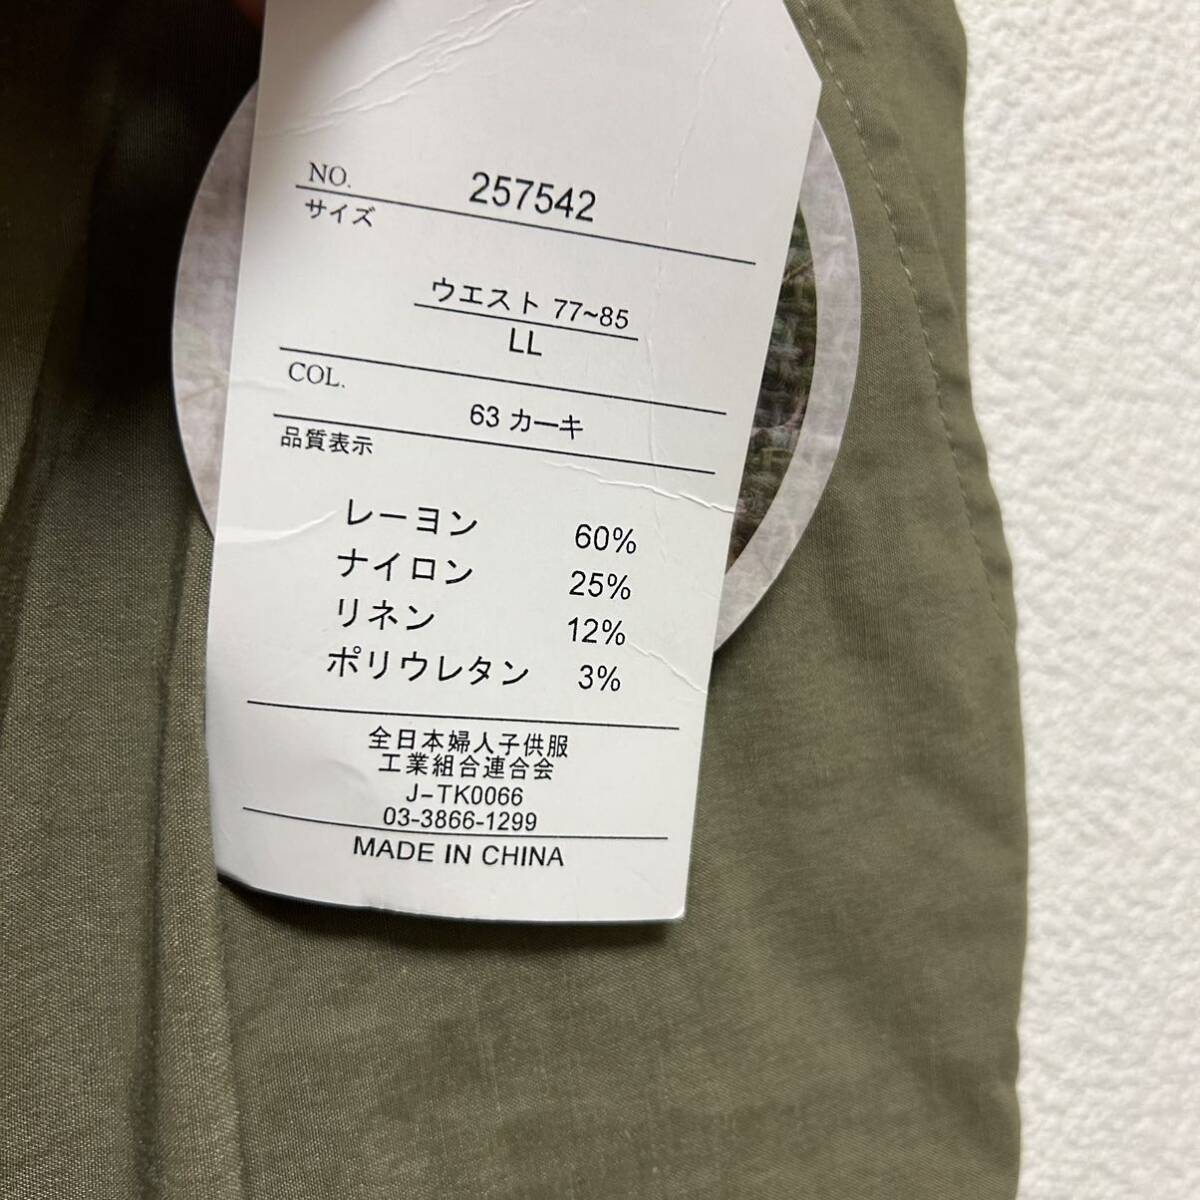 NO. 257542
サイズ
ウエスト 77~85
LL
COL.
63 カーキ
品質表示
レーヨン 60%
ナイロン 25%
リネン 12%
ポリウレタン 3%
全日本婦人子供服
工業組合連合会
J-TK0066
03-3866-1299
MADE IN CHINA